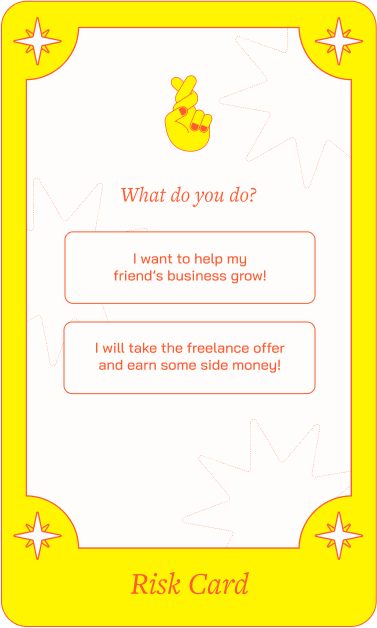 What do you do?
I want to help my
friend's business grow!
I will take the freelance offer
and earn some side money!
Risk Card